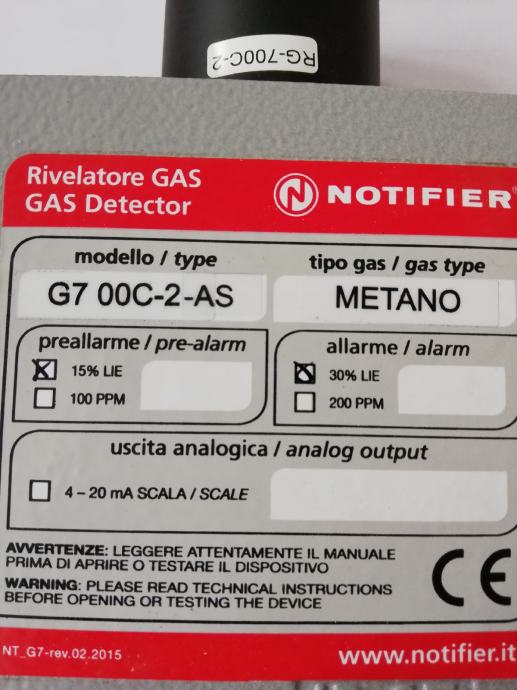 RG-700C-2
Rivelatore GAS
GAS Detector
NOTIFIER®
modello / type
tipo gas / gas type
G7 00C-2-AS
METANO
preallarme / pre-alarm
allarme / alarm
15% LIE
30% LIE
100 PPM
200 PPM
uscita analogica / analog output
4 – 20 mA SCALA / SCALE
AVVERTENZE: LEGGERE ATTENTAMENTE IL MANUALE
PRIMA DI APRIRE O TESTARE IL DISPOSITIVO
WARNING: PLEASE READ TECHNICAL INSTRUCTIONS
BEFORE OPENING OR TESTING THE DEVICE
CE
NT_G7-rev.02.2015
www.notifier.it